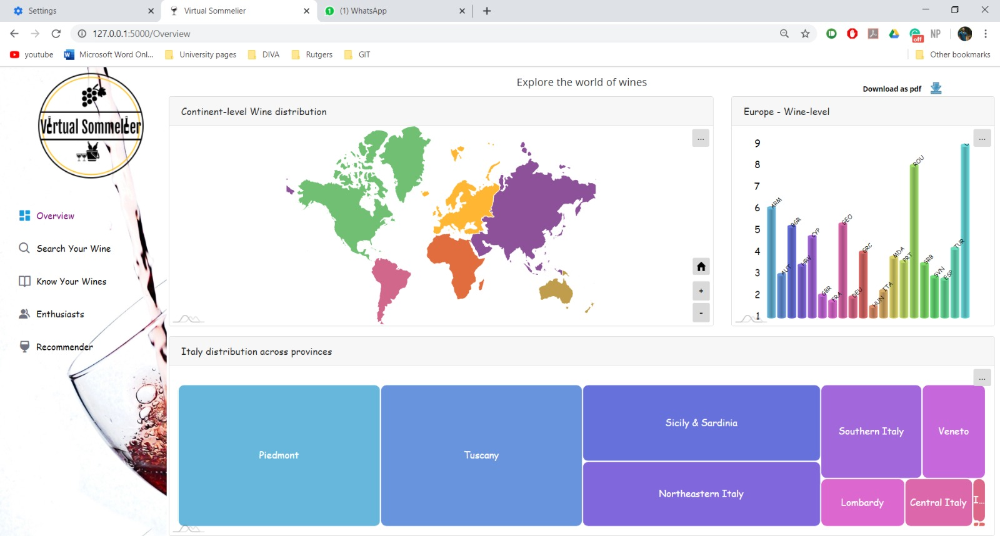 Settings
Virtual Sommelier
(1) WhatsApp
127.0.0.1:5000/Overview
off
NP
youtube
Microsoft Word Onl...
University pages
DIVA
Rutgers
GIT
Other bookmarks
Virtual Sommelier
Explore the world of wines
Download as pdf
Overview
Search Your Wine
Know Your Wines
Enthusiasts
Recommender
Continent-level Wine distribution
...
+
-
Europe - Wine-level
...
9
8
7
6
5
4
3
2
1
ARM
AUT
BGR
HRV
CYP
GBR
FRA
GEO
DEU
GRC
HUN
ITA
MDA
PRT
ROU
SRB
SVN
ESP
TUR
Italy distribution across provinces
...
Piedmont
Tuscany
Sicily & Sardinia
Northeastern Italy
Southern Italy
Veneto
Lombardy
Central Italy
I...